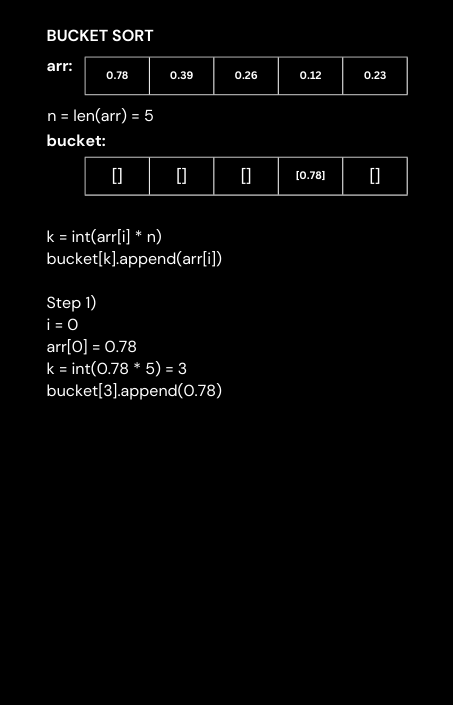 BUCKET SORT
arr: 0.78 0.39 0.26 0.12 0.23
n = len(arr) = 5
bucket:
[] [] [] [0.78] []
k = int(arr[i] * n)
bucket[k].append(arr[i])
Step 1)
i = 0
arr[0] = 0.78
k = int(0.78 * 5) = 3
bucket[3].append(0.78)